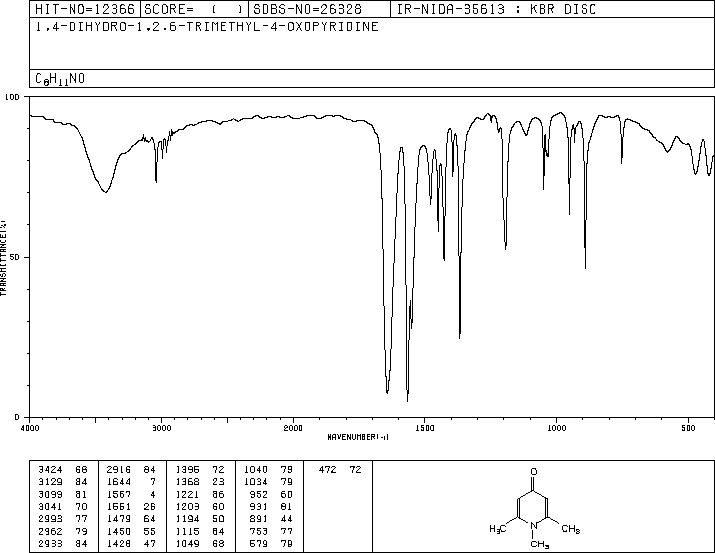 HIT-NO=12366 SCORE= ( ) SDBS-NO=26328 IR-NIDA-35613 : KBR DISC
1,4-DIHYDRO-1,2,6-TRIMETHYL-4-OXOPYRIDINE
C8H11NO
100
50
0
TRANSMITTANCE(%)
4000 3000 2000 1500 1000 500
WAVENUMBER(-1)
3424 68 2916 84 1396 72 1040 79 472 72
3129 84 1644 7 1368 23 1034 79
3099 81 1567 4 1221 86 952 60
3041 70 1551 26 1203 60 931 81
2993 77 1479 64 1194 50 891 44
2962 79 1450 55 1115 84 753 77
2933 84 1428 47 1049 68 579 79
O
H3C N CH3
CH3